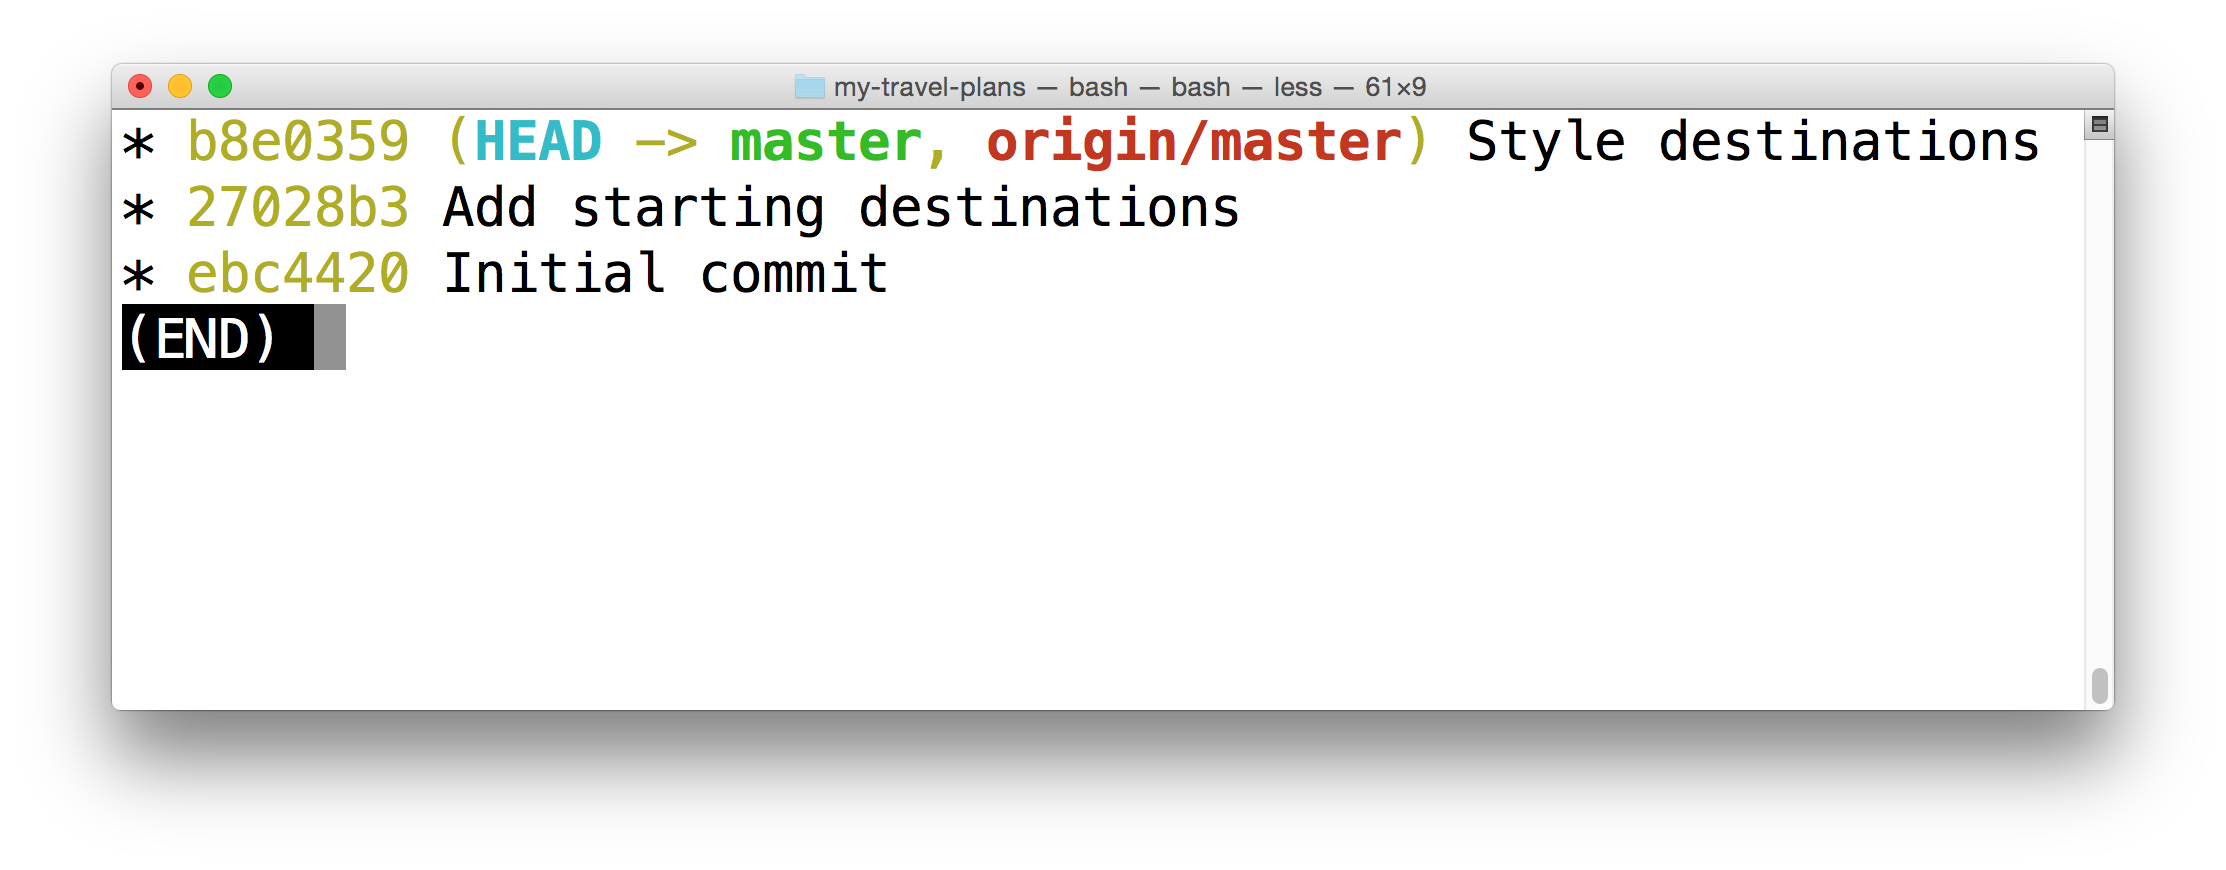 my-travel-plans — bash — bash — less — 61×9
* b8e0359 (HEAD -> master, origin/master) Style destinations
* 27028b3 Add starting destinations
* ebc4420 Initial commit
(END)